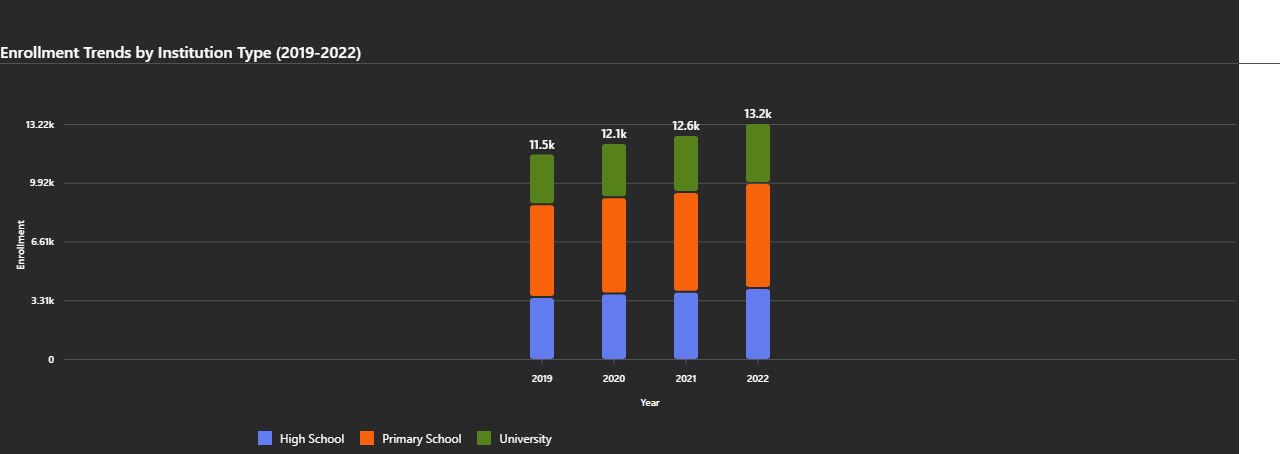 Enrollment Trends by Institution Type (2019-2022)
13.22k
9.92k
6.61k
3.31k
0
Enrollment
11.5k
12.1k
12.6k
13.2k
2019 2020 2021 2022
Year
High School Primary School University